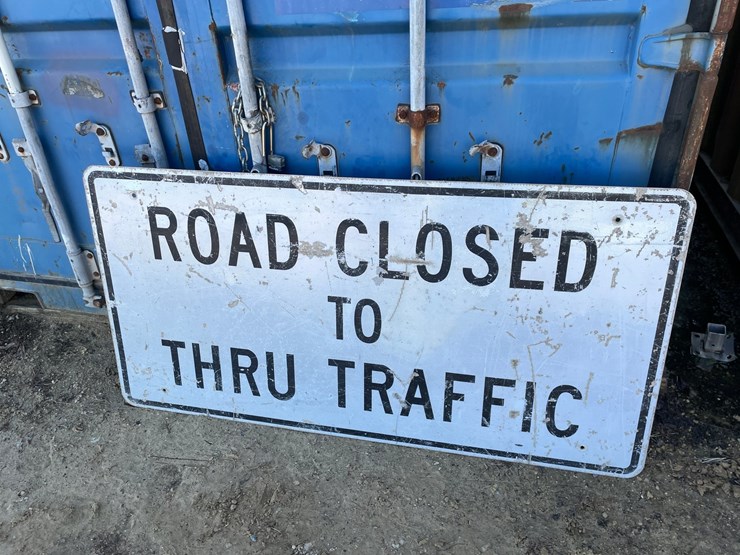 ROAD CLOSED
TO
THRU TRAFFIC